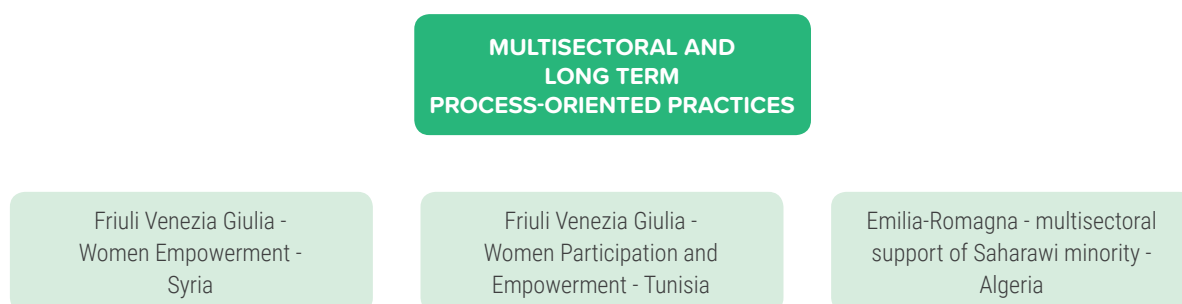 MULTISECTORAL AND
LONG TERM
PROCESS-ORIENTED PRACTICES
Friuli Venezia Giulia -
Women Empowerment -
Syria
Friuli Venezia Giulia -
Women Participation and
Empowerment - Tunisia
Emilia-Romagna - multisectoral
support of Saharawi minority -
Algeria